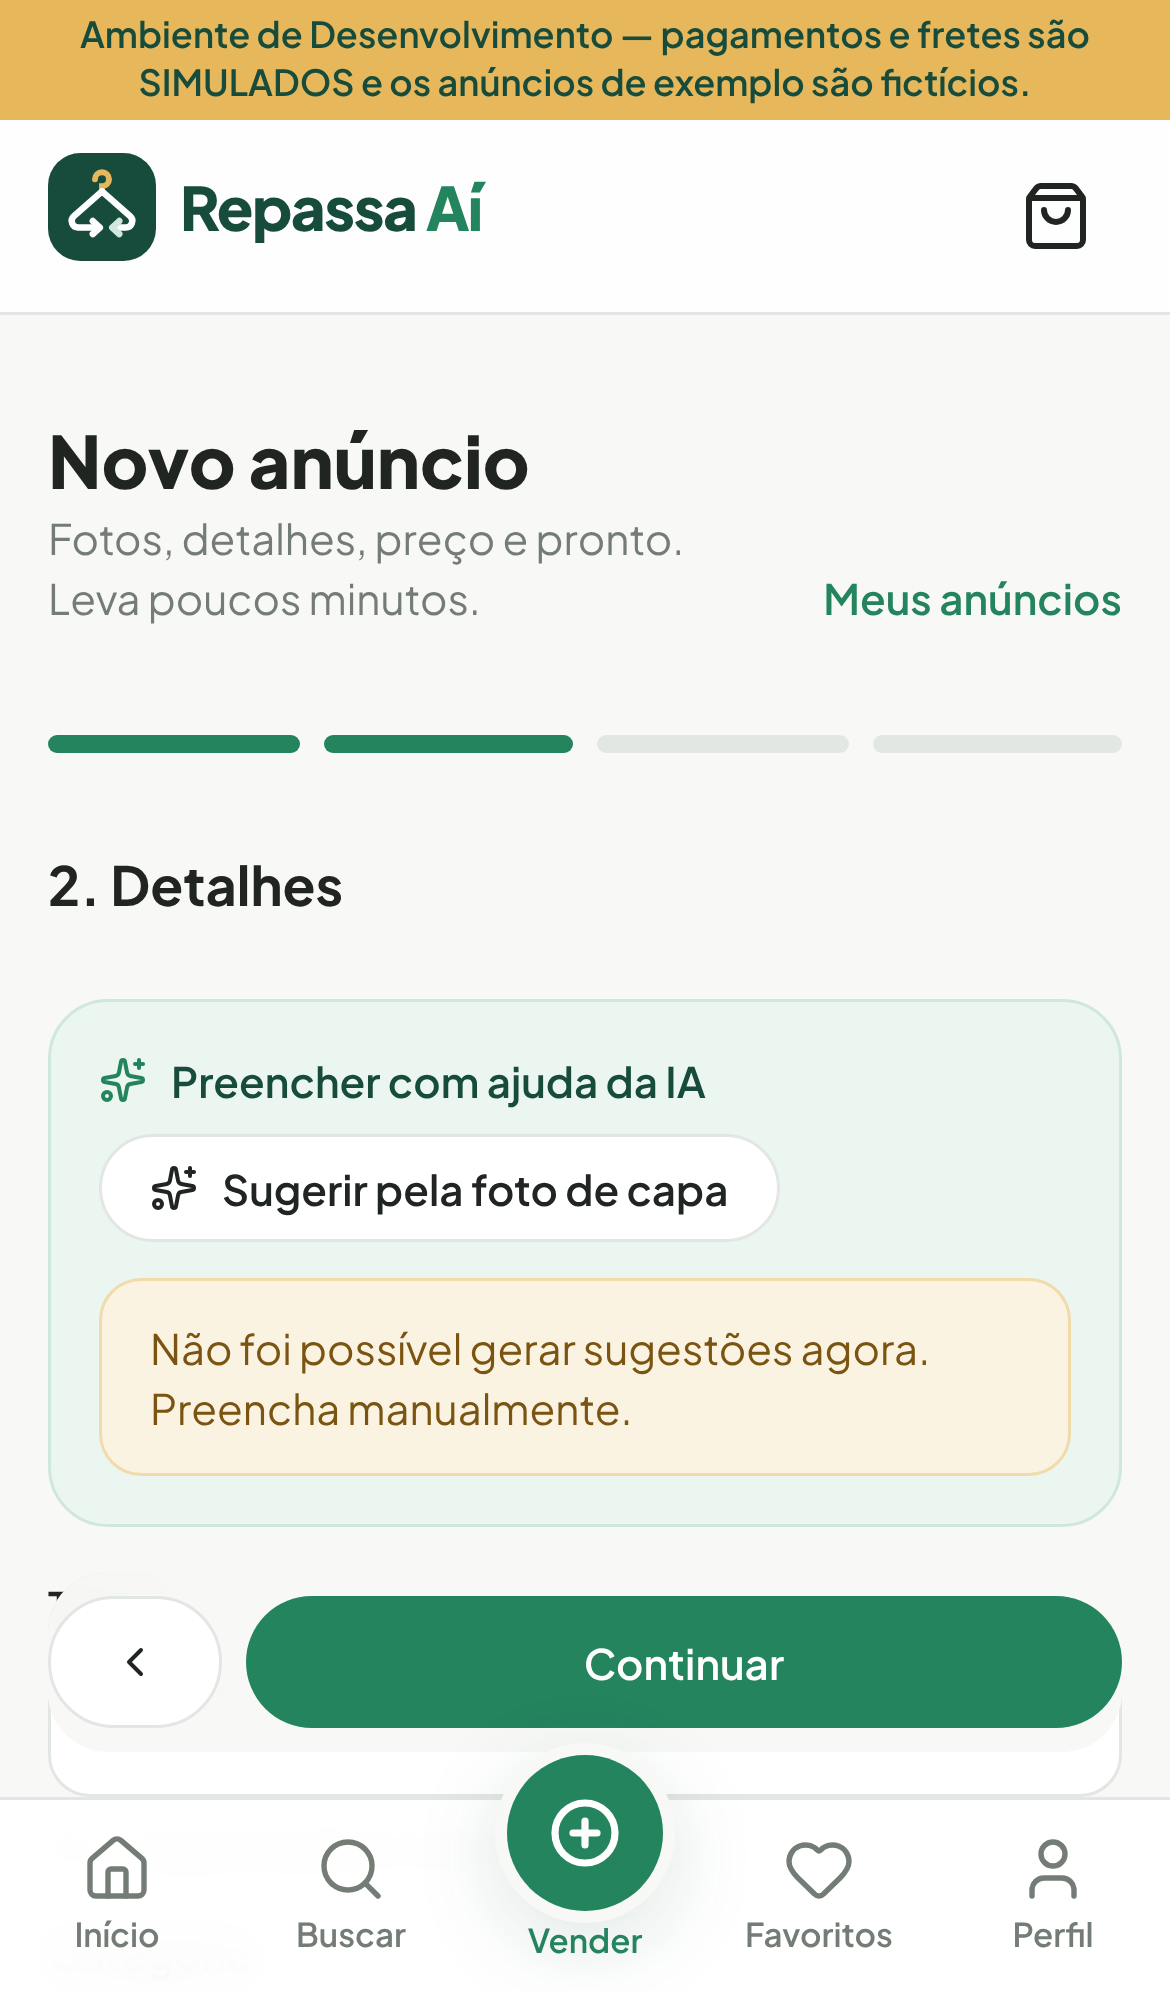 Ambiente de Desenvolvimento — pagamentos e fretes são
SIMULADOS e os anúncios de exemplo são fictícios.
Repassa Aí
Novo anúncio
Fotos, detalhes, preço e pronto.
Leva poucos minutos.
Meus anúncios
2. Detalhes
Preencher com ajuda da IA
Sugerir pela foto de capa
Não foi possível gerar sugestões agora.
Preencha manualmente.
Continuar
Início
Buscar
Vender
Favoritos
Perfil